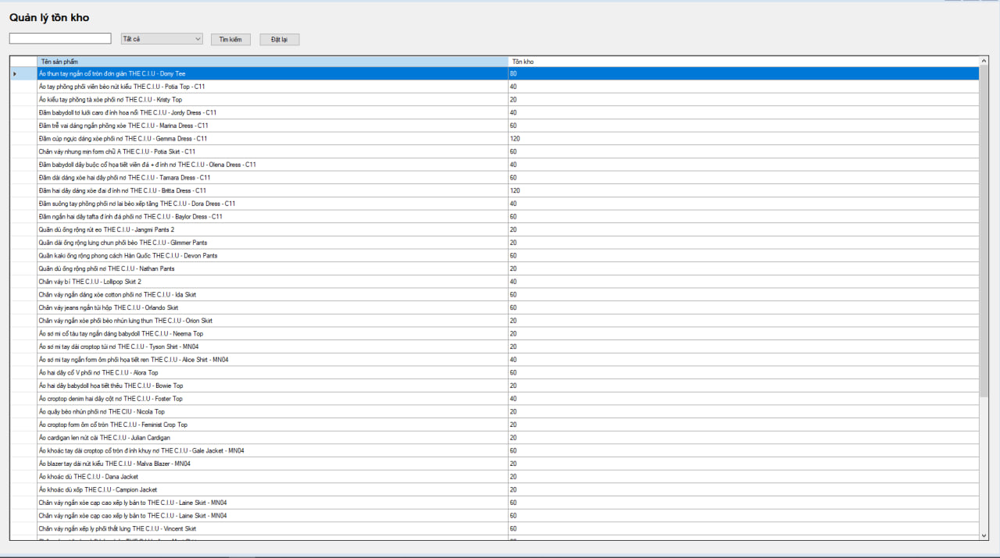 Quản lý tồn kho
Tất cả
Tìm kiếm
Đặt lại
Tên sản phẩm Tồn kho
Áo thun tay ngắn cổ tròn đơn giản THE C.I.U - Dony Tee 80
Áo tay phồng phối viền bèo nút kiểu THE C.I.U - Potia Top - C11 40
Áo kiểu tay phồng tà xòe phối nơ THE C.I.U - Kristy Top 20
Đầm babydoll tơ lưới caro đính hoa nổi THE C.I.U - Jordy Dress - C11 40
Đầm trễ vai dáng ngắn phồng xòe THE C.I.U - Marina Dress - C11 60
Đầm cúp ngực dáng xòe phối nơ THE C.I.U - Gemma Dress - C11 120
Chân váy nhung mịn form chữ A THE C.I.U - Potia Skirt - C11 60
Đầm babydoll dây buộc cổ họa tiết viền đá + đính nơ THE C.I.U - Olena Dress - C11 40
Đầm dài dáng xòe hai dây phối nơ THE C.I.U - Tamara Dress - C11 60
Đầm hai dây dáng xòe đai đính nơ THE C.I.U - Britta Dress - C11 120
Đầm suông tay phồng phối nơ lai bèo xếp tầng THE C.I.U - Dora Dress - C11 40
Đầm ngắn hai dây tafta đính đá phối nơ THE C.I.U - Baylor Dress - C11 60
Quần dù ống rộng rút eo THE C.I.U - Jangmi Pants 2 20
Quần dài ống rộng lưng chun phối bèo THE C.I.U - Glimmer Pants 20
Quần kaki ống rộng phong cách Hàn Quốc THE C.I.U - Devon Pants 60
Quần dù ống rộng phối nơ THE C.I.U - Nathan Pants 20
Chân váy bí THE C.I.U - Lollipop Skirt 2 40
Chân váy ngắn dáng xòe cotton phối nơ THE C.I.U - Ida Skirt 60
Chân váy jeans ngắn túi hộp THE C.I.U - Orlando Skirt 60
Chân váy ngắn xòe phối bèo nhún lưng thun THE C.I.U - Orion Skirt 20
Áo sơ mi cổ tàu tay ngắn dáng babydoll THE C.I.U - Neema Top 20
Áo sơ mi tay dài croptop túi nơ THE C.I.U - Tyson Shirt - MN04 20
Áo sơ mi tay ngắn form ôm phối họa tiết ren THE C.I.U - Alice Shirt - MN04 40
Áo hai dây cổ V phối nơ THE C.I.U - Alora Top 60
Áo hai dây babydoll họa tiết thêu THE C.I.U - Bowie Top 20
Áo croptop denim hai dây cột nơ THE C.I.U - Foster Top 40
Áo quây bèo nhún phối nơ THE CIU - Nicola Top 20
Áo croptop form ôm cổ tròn THE C.I.U - Feminist Crop Top 20
Áo cardigan len nút cài THE C.I.U - Julian Cardigan 20
Áo khoác tay dài croptop cổ tròn đính khuy nơ THE C.I.U - Gale Jacket - MN04 60
Áo blazer tay dài nút kiểu THE C.I.U - Malva Blazer - MN04 20
Áo khoác dù THE C.I.U - Dana Jacket 20
Áo khoác dù xốp THE C.I.U - Campion Jacket 20
Chân váy ngắn xòe cạp cao xếp ly bản to THE C.I.U - Laine Skirt - MN04 60
Chân váy ngắn xòe cạp cao xếp ly bản to THE C.I.U - Laine Skirt - MN04 60
Chân váy ngắn xếp ly phối thắt lưng THE C.I.U - Vincent Skirt 60